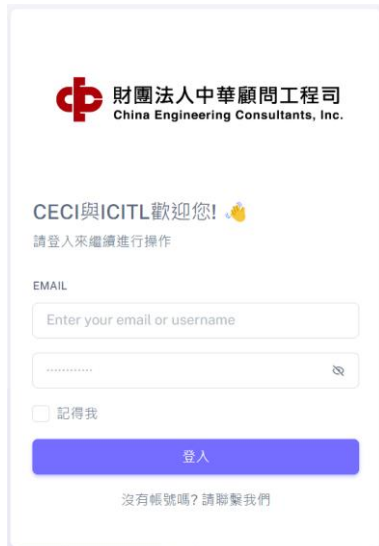 財團法人中華顧問工程司
China Engineering Consultants, Inc.
CECI與ICITL歡迎您! 👋
請登入來繼續進行操作
EMAIL
Enter your email or username
············
記得我
登入
沒有帳號嗎? 請聯繫我們